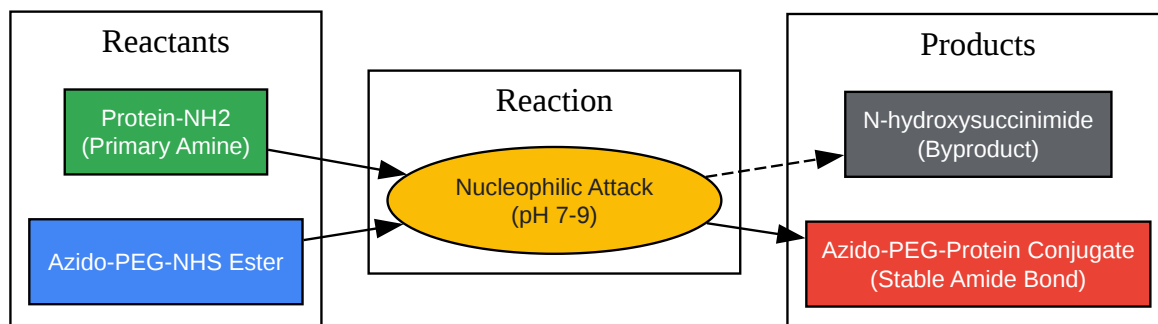 Reactants
Protein-NH2
(Primary Amine)
Azido-PEG-NHS Ester
Reaction
Nucleophilic Attack
(pH 7-9)
Products
N-hydroxysuccinimide
(Byproduct)
Azido-PEG-Protein Conjugate
(Stable Amide Bond)